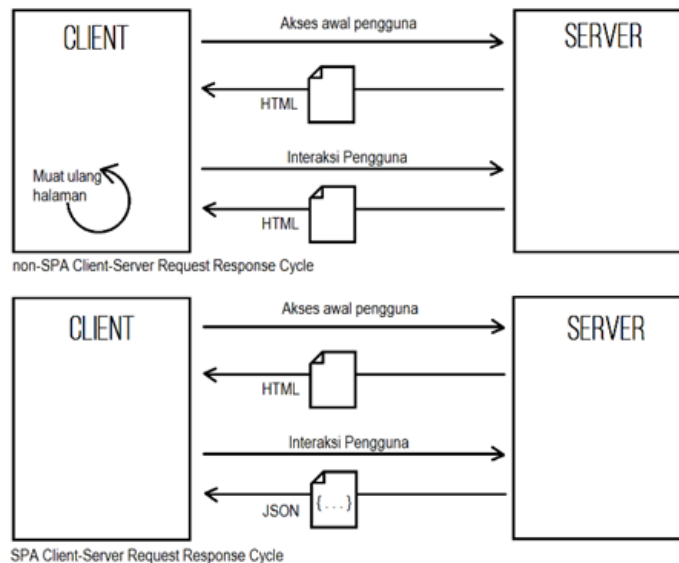 CLIENT
Akses awal pengguna
SERVER
HTML
Interaksi Pengguna
Muat ulang
halaman
HTML
non-SPA Client-Server Request Response Cycle
CLIENT
Akses awal pengguna
SERVER
HTML
Interaksi Pengguna
{...}
JSON
SPA Client-Server Request Response Cycle